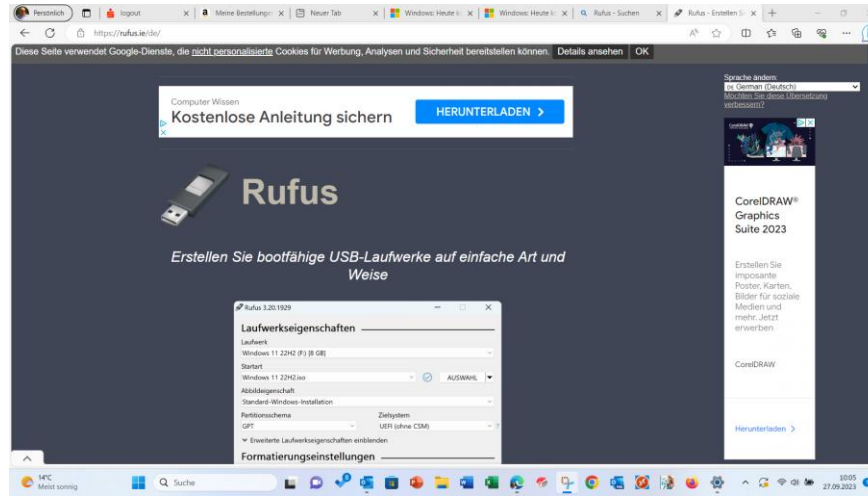 Persönlich
logout
Meine Bestellungen
Neuer Tab
Windows: Heute
Windows: Heute
Rufus - Suchen
Rufus - Erstellen
https://rufus.ie/de/
Diese Seite verwendet Google-Dienste, die nicht personalisierte Cookies für Werbung, Analysen und Sicherheit bereitstellen können. Details ansehen OK
Sprache ändern:
DE German (Deutsch)
Möchten Sie diese Übersetzung
verbessern?
Computer Wissen
Kostenlose Anleitung sichern
HERUNTERLADEN >
Rufus
Erstellen Sie bootfähige USB-Laufwerke auf einfache Art und
Weise
Rufus 3.20.1929
Laufwerkseigenschaften
Laufwerk
Windows 11 22H2 (F:) [8 GB]
Startart
Windows 11 22H2.iso
AUSWAHL
Abbildeigenschaft
Standard-Windows-Installation
Partitionsschema
Zielsystem
GPT
UEFI (ohne CSM)
?
Erweiterte Laufwerkseigenschaften einblenden
Formatierungseinstellungen
CorelDRAW®
Graphics
Suite 2023
Erstellen Sie
imposante
Poster, Karten,
Bilder für soziale
Medien und
mehr. Jetzt
erwerben
CorelDRAW
Herunterladen >
14°C
Meist sonnig
Suche
10:05
27.09.2023